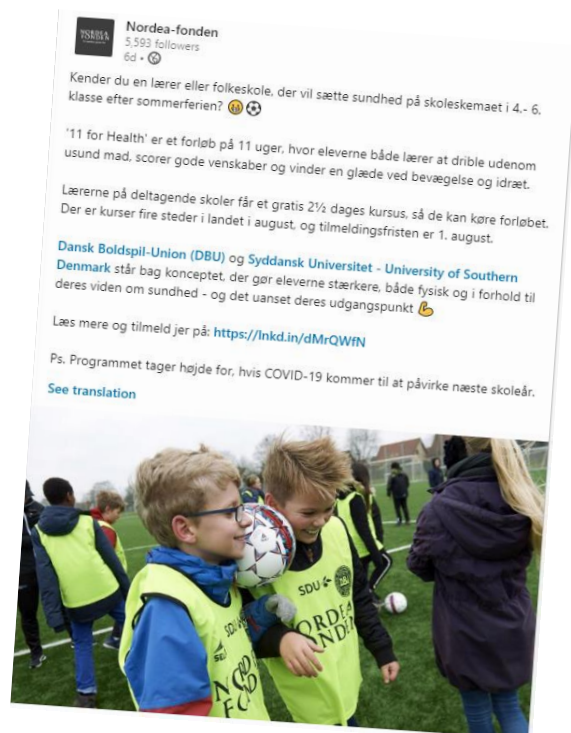 NORDEA
FONDEN
Nordea-fonden
5,593 followers
6d •
Kender du en lærer eller folkeskole, der vil sætte sundhed på skoleskemaet i 4.- 6.
klasse efter sommerferien? 😀⚽
'11 for Health' er et forløb på 11 uger, hvor eleverne både lærer at drible udenom
usund mad, scorer gode venskaber og vinder en glæde ved bevægelse og idræt.
Lærerne på deltagende skoler får et gratis 2½ dages kursus, så de kan køre forløbet.
Der er kurser fire steder i landet i august, og tilmeldingsfristen er 1. august.
Dansk Boldspil-Union (DBU) og Syddansk Universitet - University of Southern
Denmark står bag konceptet, der gør eleverne stærkere, både fysisk og i forhold til
deres viden om sundhed - og det uanset deres udgangspunkt 💪
Læs mere og tilmeld jer på: https://lnkd.in/dMrQWfN
Ps. Programmet tager højde for, hvis COVID-19 kommer til at påvirke næste skoleår.
See translation
SDU
DBU
NORDEA
FONDEN
SDU